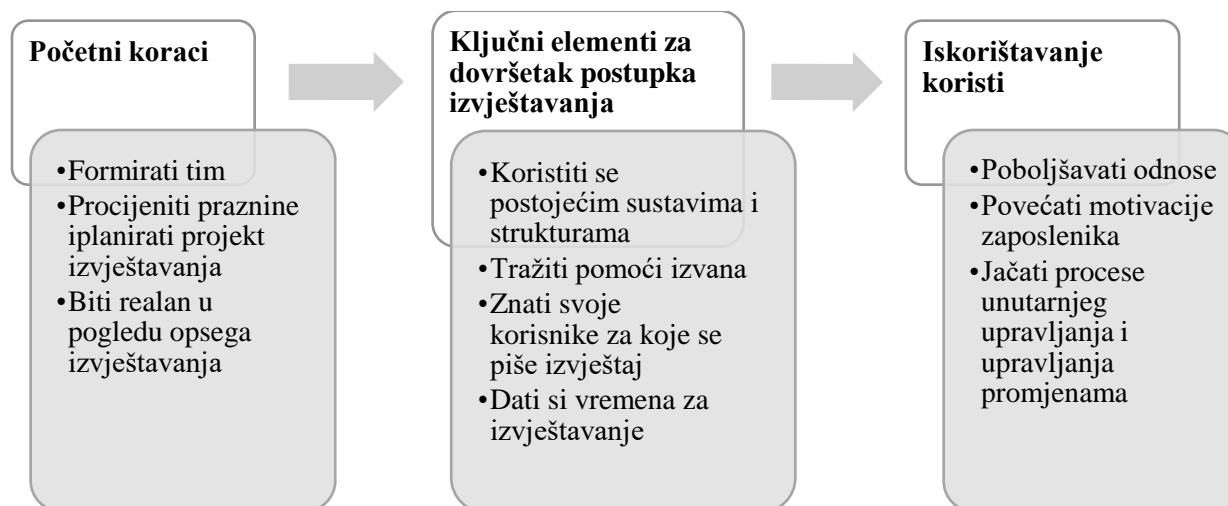 Početni koraci
•Formirati tim
•Procijeniti praznine
iplanirati projekt
izvještavanja
•Biti realan u
pogledu opsega
izvještavanja
Ključni elementi za
dovršetak postupka
izvještavanja
•Koristiti se
postojećim sustavima i
strukturama
•Tražiti pomoći izvana
•Znati svoje
korisnike za koje se
piše izvještaj
•Dati si vremena za
izvještavanje
Iskorištavanje
koristi
•Poboljšavati odnose
•Povećati motivacije
zaposlenika
•Jačati procese
unutarnjeg
upravljanja i
upravljanja
promjenama